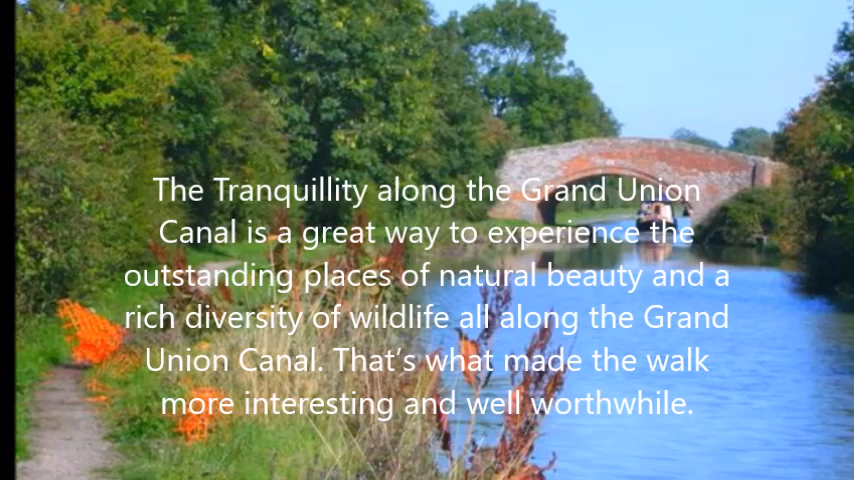 The Tranquillity along the Grand Union
Canal is a great way to experience the
outstanding places of natural beauty and a
rich diversity of wildlife all along the Grand
Union Canal. That’s what made the walk
more interesting and well worthwhile.